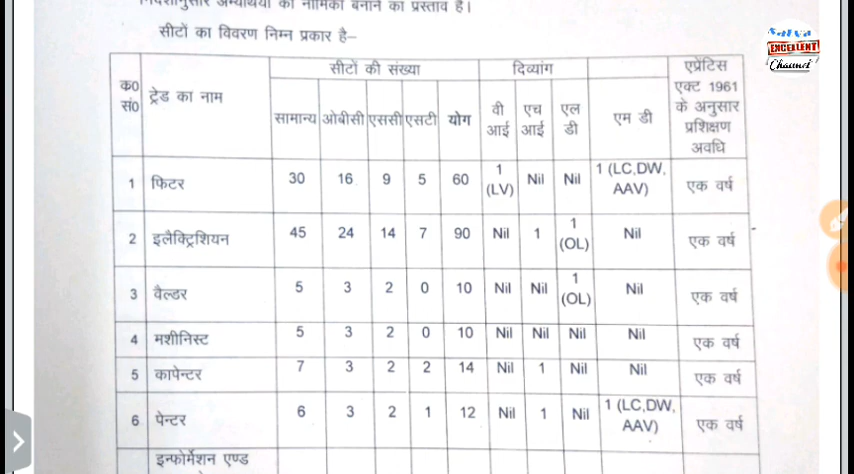 निर्देशानुसार अभ्यर्थियों की नामिका बनाने का प्रस्ताव है।
सीटों का विवरण निम्न प्रकार है–
EXCELLENT
Channel
क0 सं0 ट्रेड का नाम सीटों की संख्या दिव्यांग एप्रेंटिस एक्ट 1961 के अनुसार प्रशिक्षण अवधि
सामान्य ओबीसी एससी एसटी योग वी आई एच आई एल डी एम डी
1 फिटर 30 16 9 5 60 1 (LV) Nil Nil 1 (LC,DW, AAV) एक वर्ष
2 इलैक्ट्रिशियन 45 24 14 7 90 Nil 1 1 (OL) Nil एक वर्ष
3 वैल्डर 5 3 2 0 10 Nil Nil 1 (OL) Nil एक वर्ष
4 मशीनिस्ट 5 3 2 0 10 Nil Nil Nil Nil एक वर्ष
5 कापेन्टर 7 3 2 2 14 Nil 1 Nil Nil एक वर्ष
6 पेन्टर 6 3 2 1 12 Nil 1 Nil 1 (LC,DW, AAV) एक वर्ष
इन्फोर्मेशन एण्ड